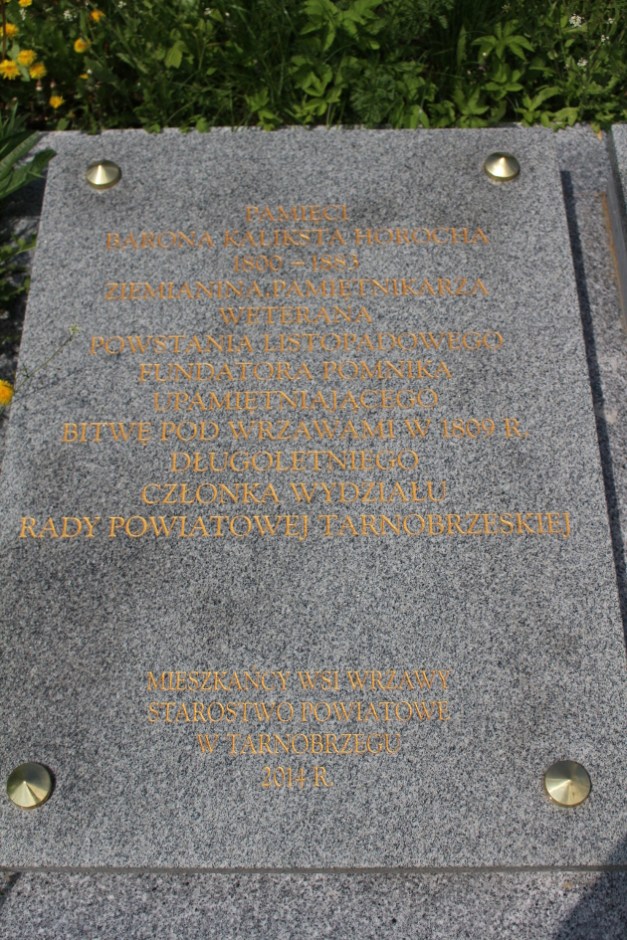 PAMIĘCI
BARONA KALIKSTA HOROCHA
1800 – 1883
ZIEMIANINA, PAMIĘTNIKARZA
WETERANA
POWSTANIA LISTOPADOWEGO
FUNDATORA POMNIKA
UPAMIĘTNIAJĄCEGO
BITWĘ POD WRZAWAMI W 1809 R.
DŁUGOLETNIEGO
CZŁONKA WYDZIAŁU
RADY POWIATOWEJ TARNOBRZESKIEJ
MIESZKAŃCY WSI WRZAWY
STAROSTWO POWIATOWE
W TARNOBRZEGU
2014 R.